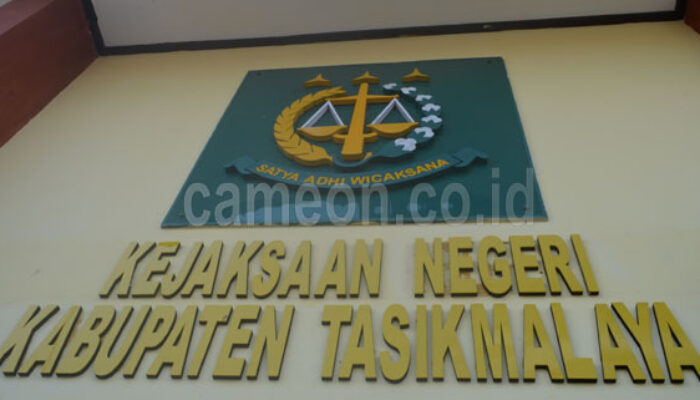 SATYA ADHI WICAKSANA
cameon.co.id
KEJAKSAAN NEGERI
KABUPATEN TASIKMALAYA